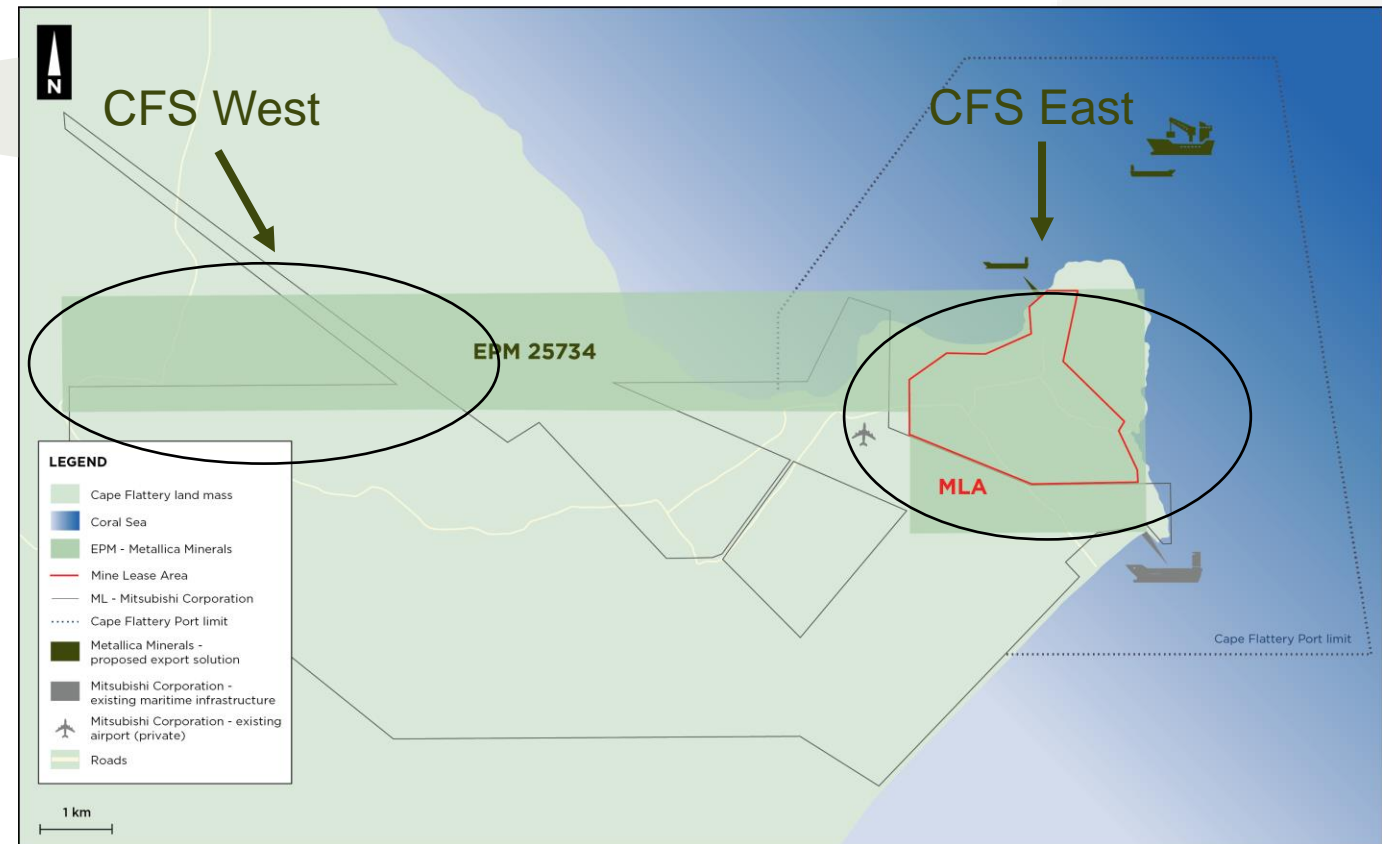 N
CFS West
CFS East
EPM 25734
MLA
LEGEND
Cape Flattery land mass
Coral Sea
EPM - Metallica Minerals
Mine Lease Area
ML - Mitsubishi Corporation
Cape Flattery Port limit
Metallica Minerals -
proposed export solution
Mitsubishi Corporation -
existing maritime infrastructure
Mitsubishi Corporation - existing
airport (private)
Roads
1 km
Cape Flattery Port limit